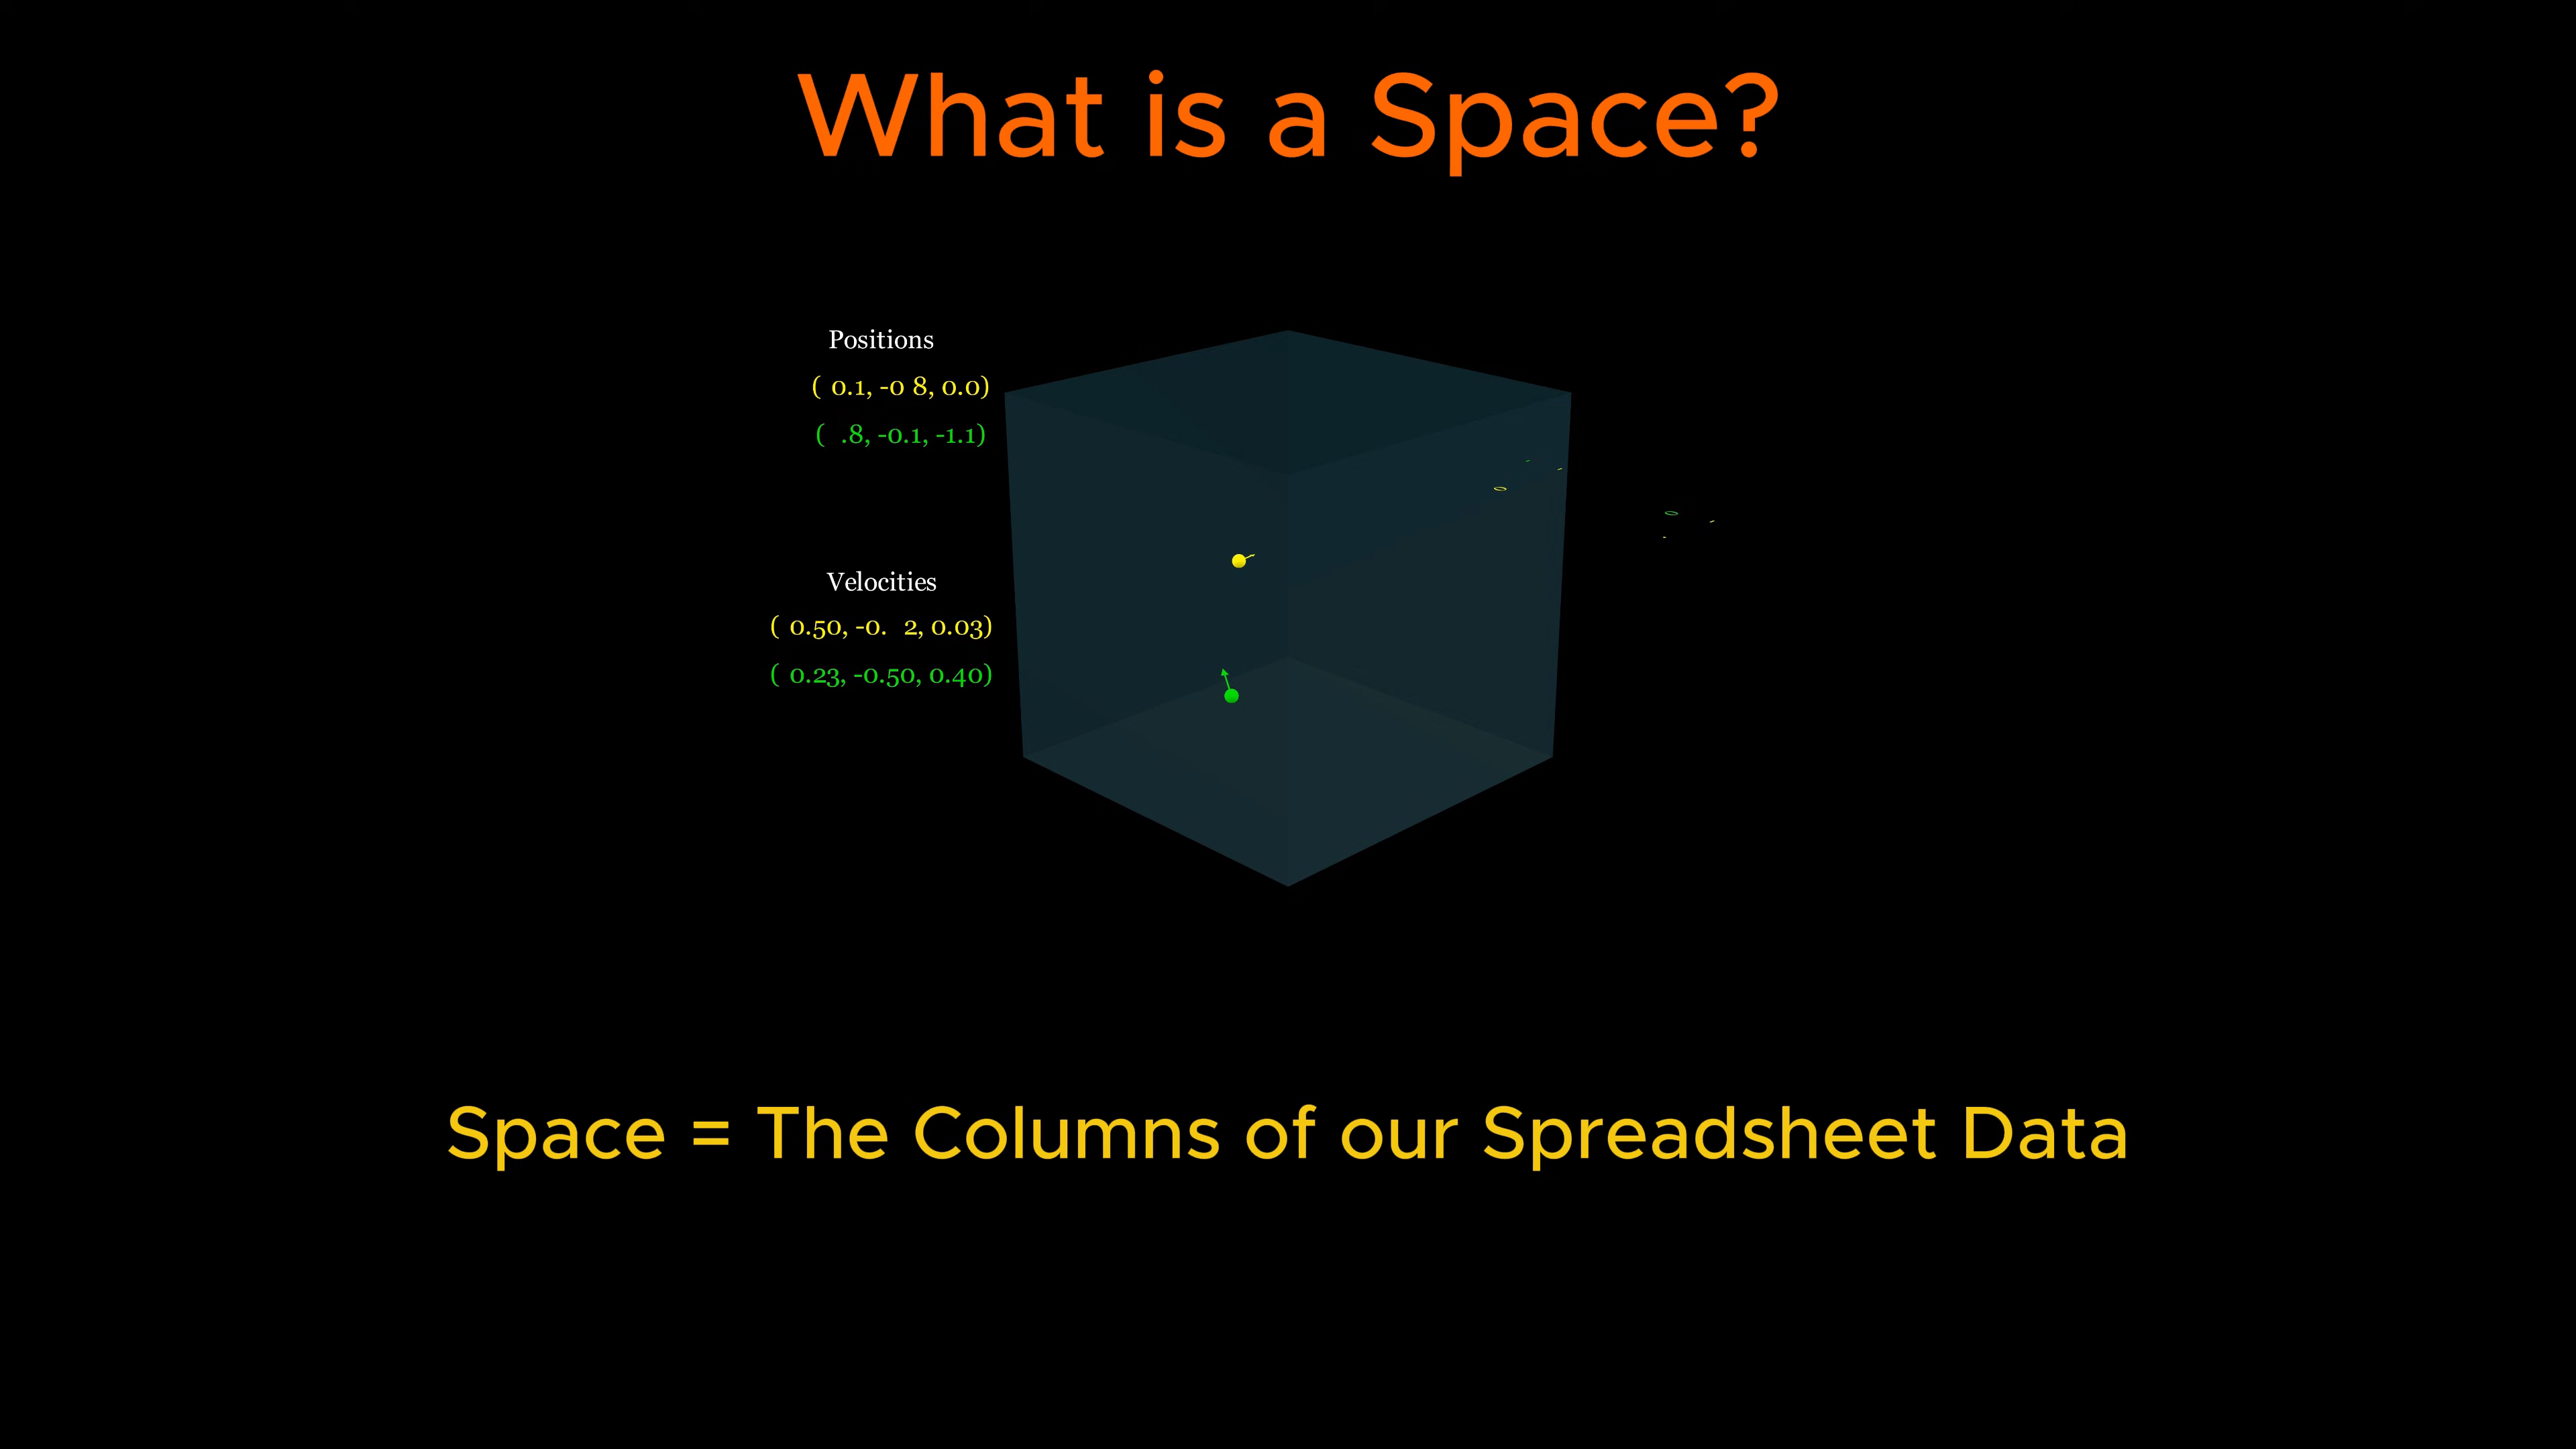 What is a Space?
Positions
( 0.1, -0 8, 0.0)
( .8, -0.1, -1.1)
Velocities
( 0.50, -0. 2, 0.03)
( 0.23, -0.50, 0.40)
Space = The Columns of our Spreadsheet Data